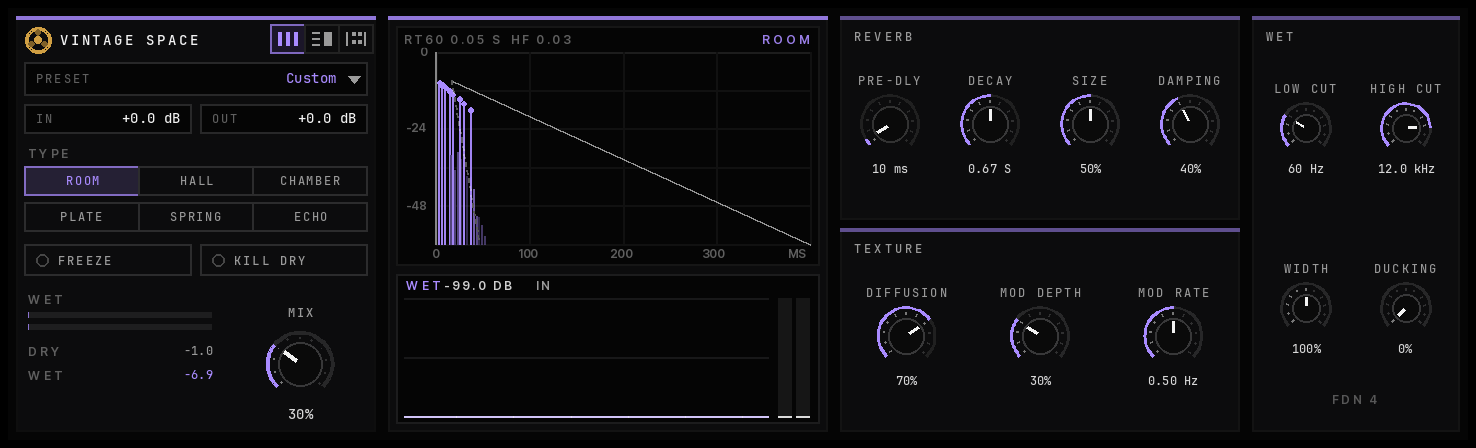 VINTAGE SPACE
PRESET Custom
IN +0.0 dB OUT +0.0 dB
TYPE
ROOM HALL CHAMBER
PLATE SPRING ECHO
FREEZE KILL DRY
WET
MIX
DRY -1.0
WET -6.9
30%
RT60 0.05 S HF 0.03 ROOM
0
-24
-48
0 100 200 300 MS
WET -99.0 DB IN
REVERB
PRE-DLY DECAY SIZE DAMPING
10 ms 0.67 S 50% 40%
TEXTURE
DIFFUSION MOD DEPTH MOD RATE
70% 30% 0.50 Hz
WET
LOW CUT HIGH CUT
60 Hz 12.0 kHz
WIDTH DUCKING
100% 0%
FDN 4